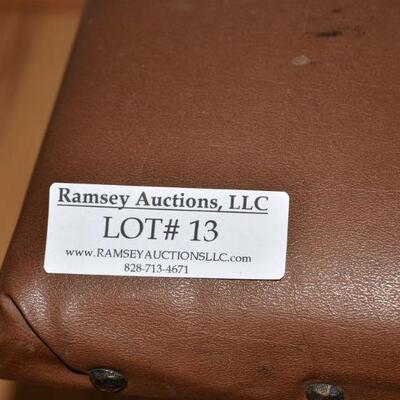 Ramsey Auctions, LLC
LOT# 13
www.RAMSEYAUCTIONSLLC.com
828-713-4671